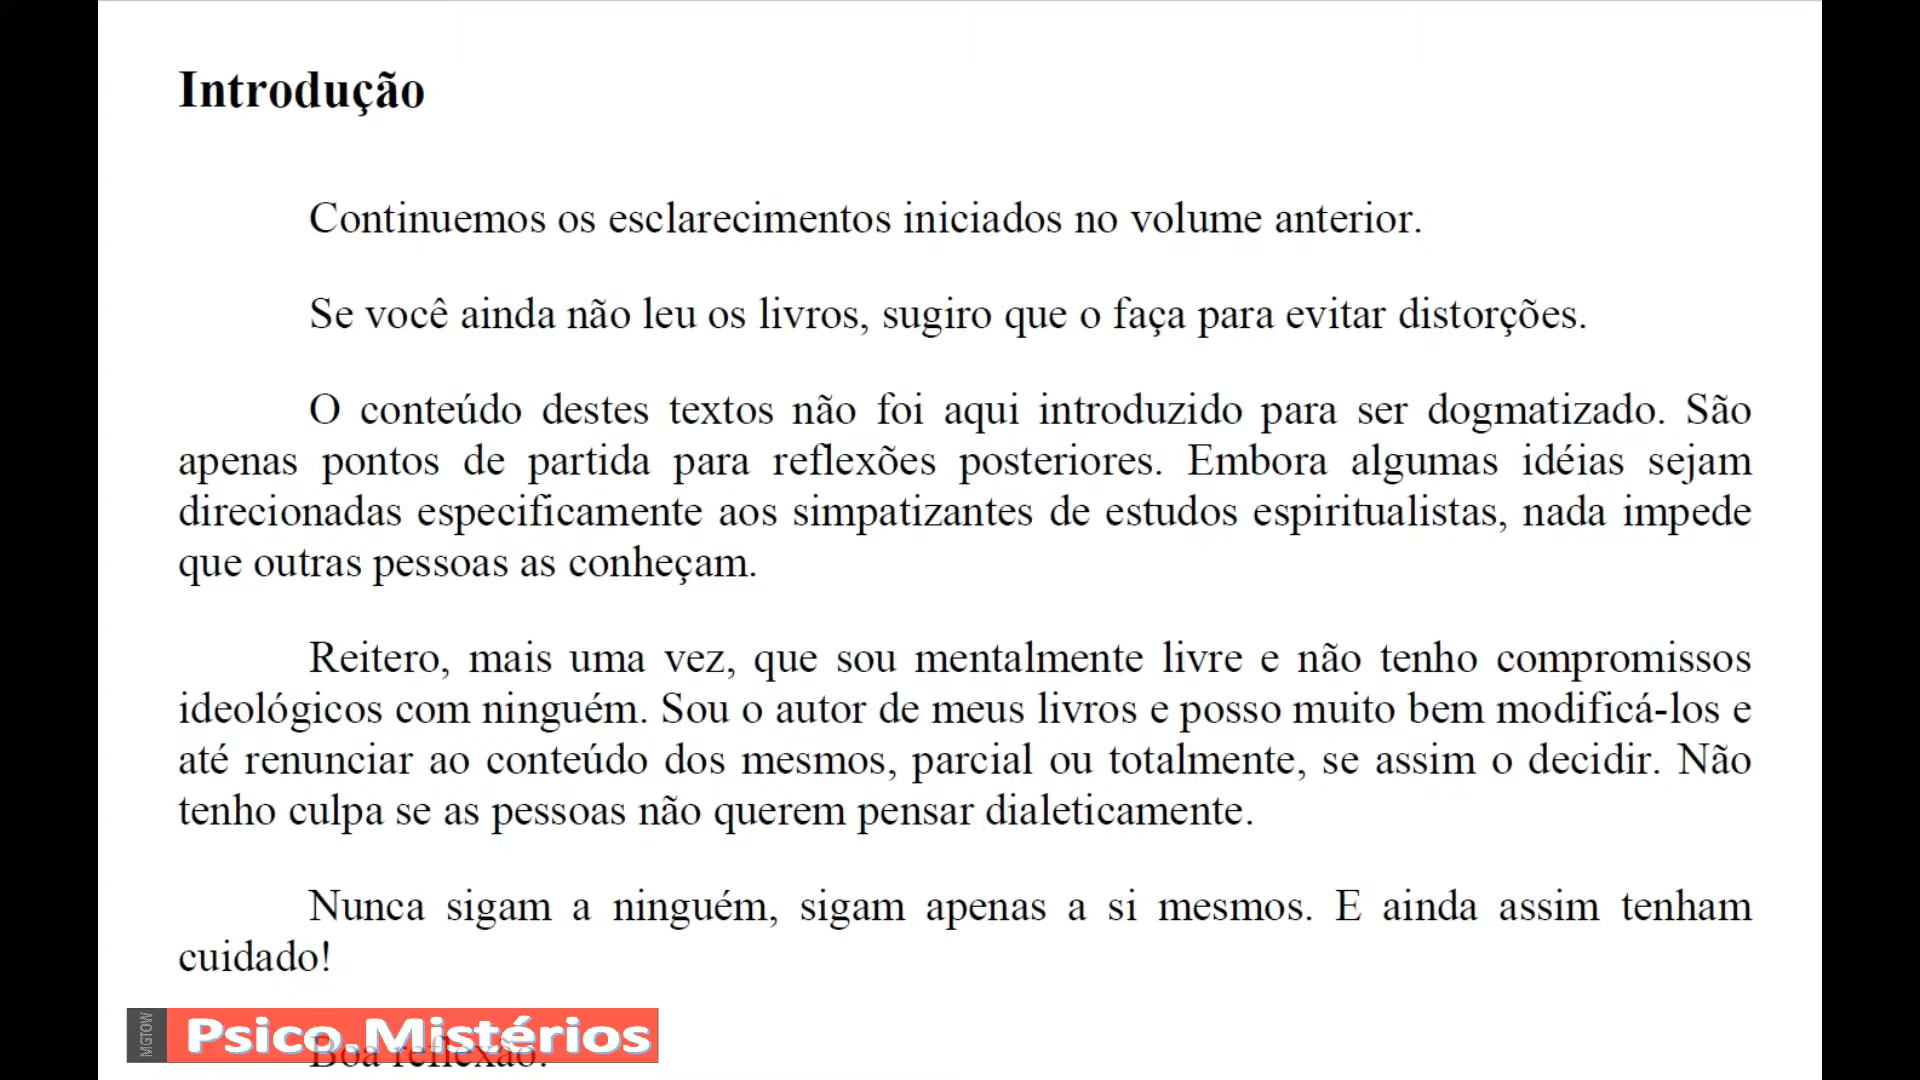 Introdução
Continuemos os esclarecimentos iniciados no volume anterior.
Se você ainda não leu os livros, sugiro que o faça para evitar distorções.
O conteúdo destes textos não foi aqui introduzido para ser dogmatizado. São
apenas pontos de partida para reflexões posteriores. Embora algumas idéias sejam
direcionadas especificamente aos simpatizantes de estudos espiritualistas, nada impede
que outras pessoas as conheçam.
Reitero, mais uma vez, que sou mentalmente livre e não tenho compromissos
ideológicos com ninguém. Sou o autor de meus livros e posso muito bem modificá-los e
até renunciar ao conteúdo dos mesmos, parcial ou totalmente, se assim o decidir. Não
tenho culpa se as pessoas não querem pensar dialeticamente.
Nunca sigam a ninguém, sigam apenas a si mesmos. E ainda assim tenham
cuidado!
MGTOW
Psico.Mistérios
Boa reflexão.